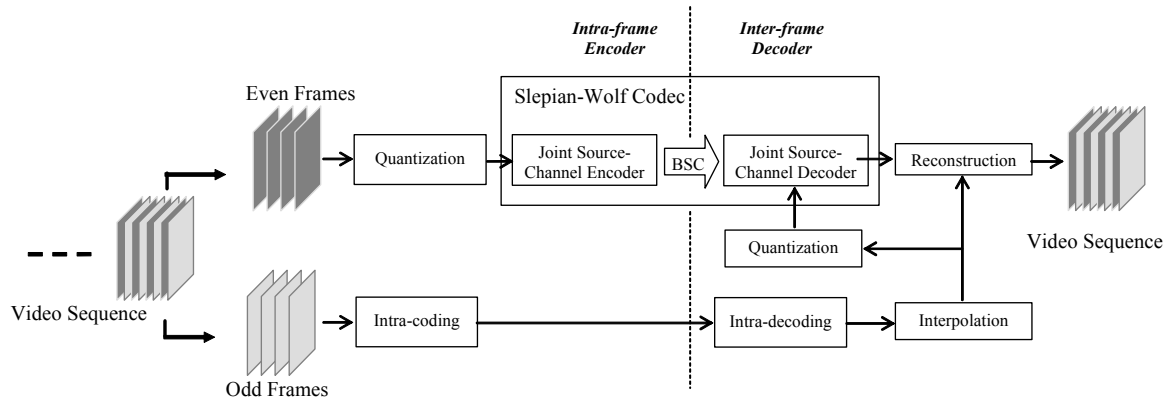 Intra-frame
Encoder
Inter-frame
Decoder
Slepian-Wolf Codec
Even Frames
Quantization
Joint Source-
Channel Encoder
BSC
Joint Source-
Channel Decoder
Reconstruction
Video Sequence
Quantization
Video Sequence
Intra-coding
Intra-decoding
Interpolation
Odd Frames